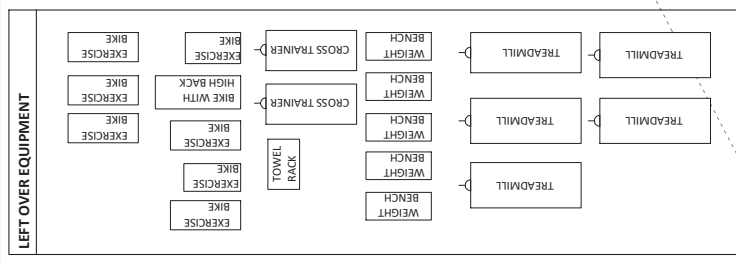 LEFT OVER EQUIPMENT
EXERCISE
BIKE
EXERCISE
BIKE
EXERCISE
BIKE
EXERCISE
BIKE
BIKE WITH
HIGH BACK
EXERCISE
BIKE
EXERCISE
BIKE
EXERCISE
BIKE
CROSS TRAINER
CROSS TRAINER
TOWEL
RACK
WEIGHT
BENCH
WEIGHT
BENCH
WEIGHT
BENCH
WEIGHT
BENCH
WEIGHT
BENCH
TREADMILL
TREADMILL
TREADMILL
TREADMILL
TREADMILL